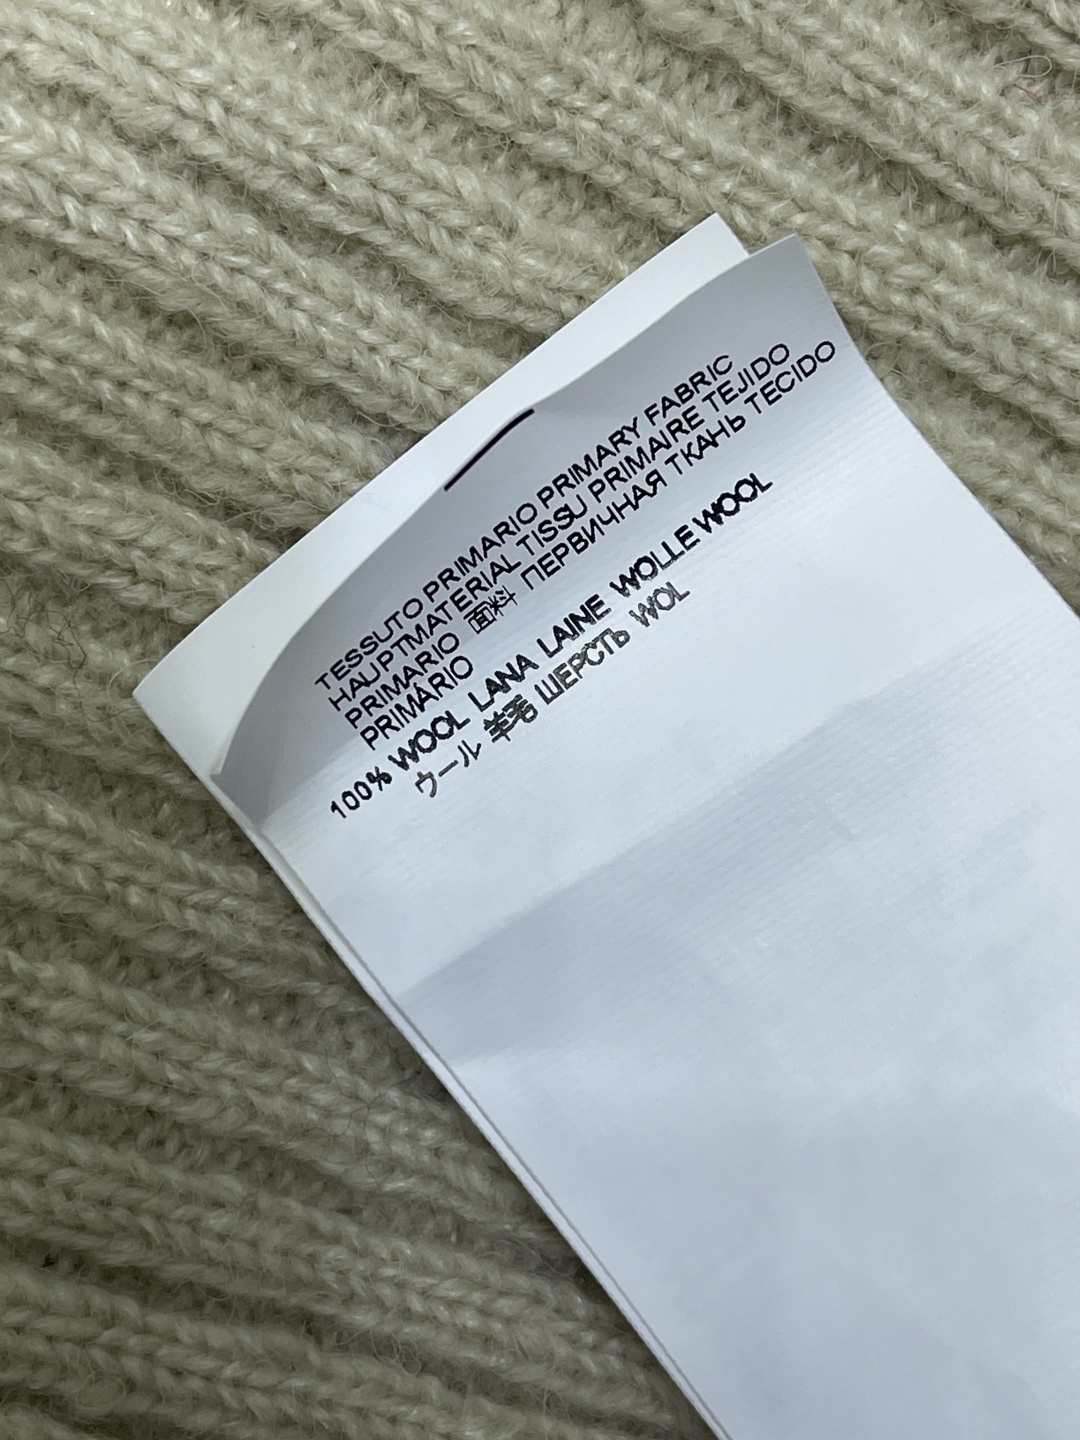 TESSUTO PRIMARIO PRIMARY FABRIC
HAUPTMATERIAL TISSU PRIMAIRE TEJIDO
PRIMARIO 面料 ПЕРВИЧНАЯ ТКАНЬ TECIDO
PRIMÁRIO
100% WOOL LANA LAINE WOLLE WOOL
ウール 羊毛 ШЕРСТЬ WOL